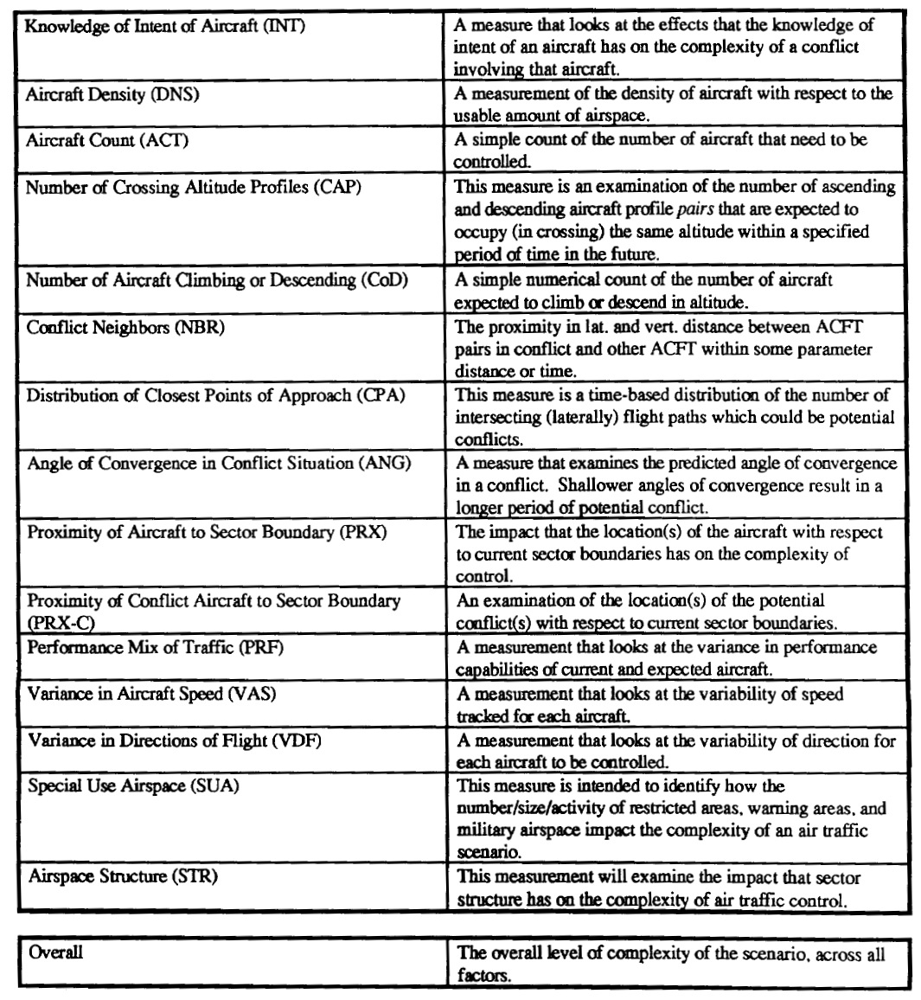 Knowledge of Intent of Aircraft (INT)
A measure that looks at the effects that the knowledge of
intent of an aircraft has on the complexity of a conflict
involving that aircraft.
Aircraft Density (DNS)
A measurement of the density of aircraft with respect to the
usable amount of airspace.
Aircraft Count (ACT)
A simple count of the number of aircraft that need to be
controlled.
Number of Crossing Altitude Profiles (CAP)
This measure is an examination of the number of ascending
and descending aircraft profile pairs that are expected to
occupy (in crossing) the same altitude within a specified
period of time in the future.
Number of Aircraft Climbing or Descending (CoD)
A simple numerical count of the number of aircraft
expected to climb or descend in altitude.
Conflict Neighbors (NBR)
The proximity in lat. and vert. distance between ACFT
pairs in conflict and other ACFT within some parameter
distance or time.
Distribution of Closest Points of Approach (CPA)
This measure is a time-based distribution of the number of
intersecting (laterally) flight paths which could be potential
conflicts.
Angle of Convergence in Conflict Situation (ANG)
A measure that examines the predicted angle of convergence
in a conflict. Shallower angles of convergence result in a
longer period of potential conflict.
Proximity of Aircraft to Sector Boundary (PRX)
The impact that the location(s) of the aircraft with respect
to current sector boundaries has on the complexity of
control.
Proximity of Conflict Aircraft to Sector Boundary
(PRX-C)
An examination of the location(s) of the potential
conflict(s) with respect to current sector boundaries.
Performance Mix of Traffic (PRF)
A measurement that looks at the variance in performance
capabilities of current and expected aircraft.
Variance in Aircraft Speed (VAS)
A measurement that looks at the variability of speed
tracked for each aircraft.
Variance in Directions of Flight (VDF)
A measurement that looks at the variability of direction for
each aircraft to be controlled.
Special Use Airspace (SUA)
This measure is intended to identify how the
number/size/activity of restricted areas, warning areas, and
military airspace impact the complexity of an air traffic
scenario.
Airspace Structure (STR)
This measurement will examine the impact that sector
structure has on the complexity of air traffic control.
Overall
The overall level of complexity of the scenario, across all
factors.